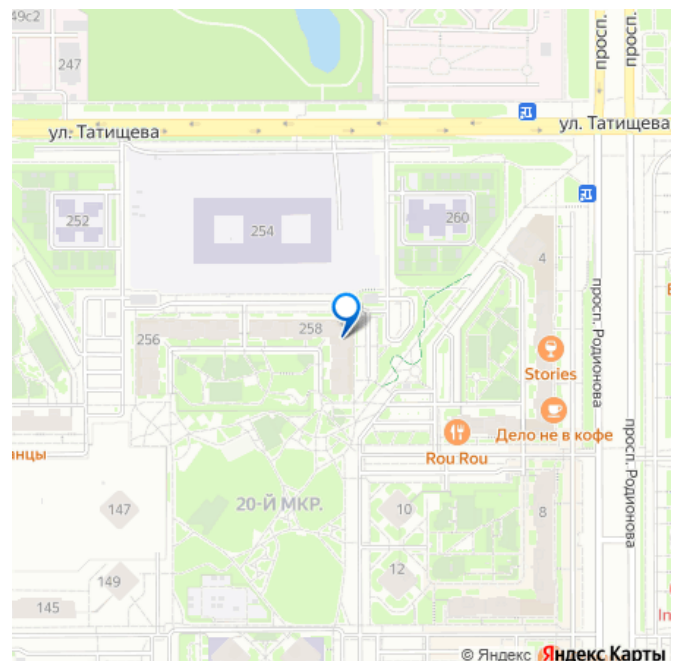 49с2
247
просп.
просп.
ул. Татищева
ул. Татищева
252
254
260
4
256
258
просп. Родионова
Stories
Дело не в кофе
Rou Rou
нцы
просп. Родионова
147
20-Й МКР.
10
8
149
12
145
In
© Яндекс Яндекс Карты